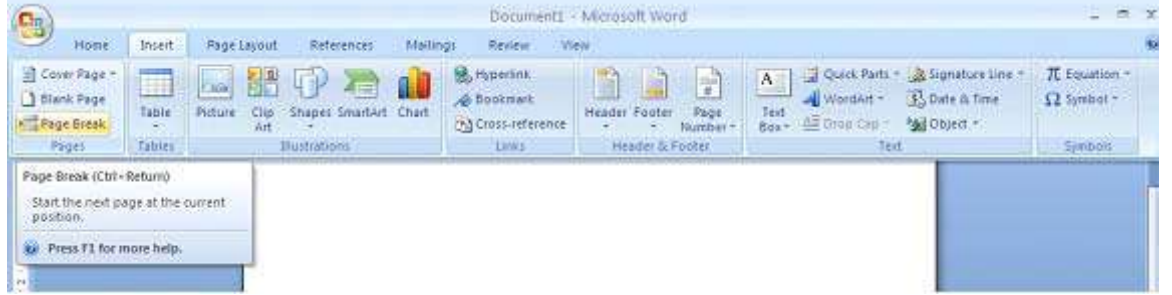 Document1 - Microsoft Word
Home Insert Page Layout References Mailings Review View
Cover Page
Blank Page
Page Break
Pages
Table
Tables
Picture
Clip Art
Shapes
SmartArt
Chart
Illustrations
Hyperlink
Bookmark
Cross-reference
Links
Header
Footer
Page Number
Header & Footer
A
Text Box
Quick Parts
WordArt
Drop Cap
Signature Line
Date & Time
Object
Text
π Equation
Ω Symbol
Symbols
Page Break (Ctrl+Return)
Start the next page at the current
position.
Press F1 for more help.